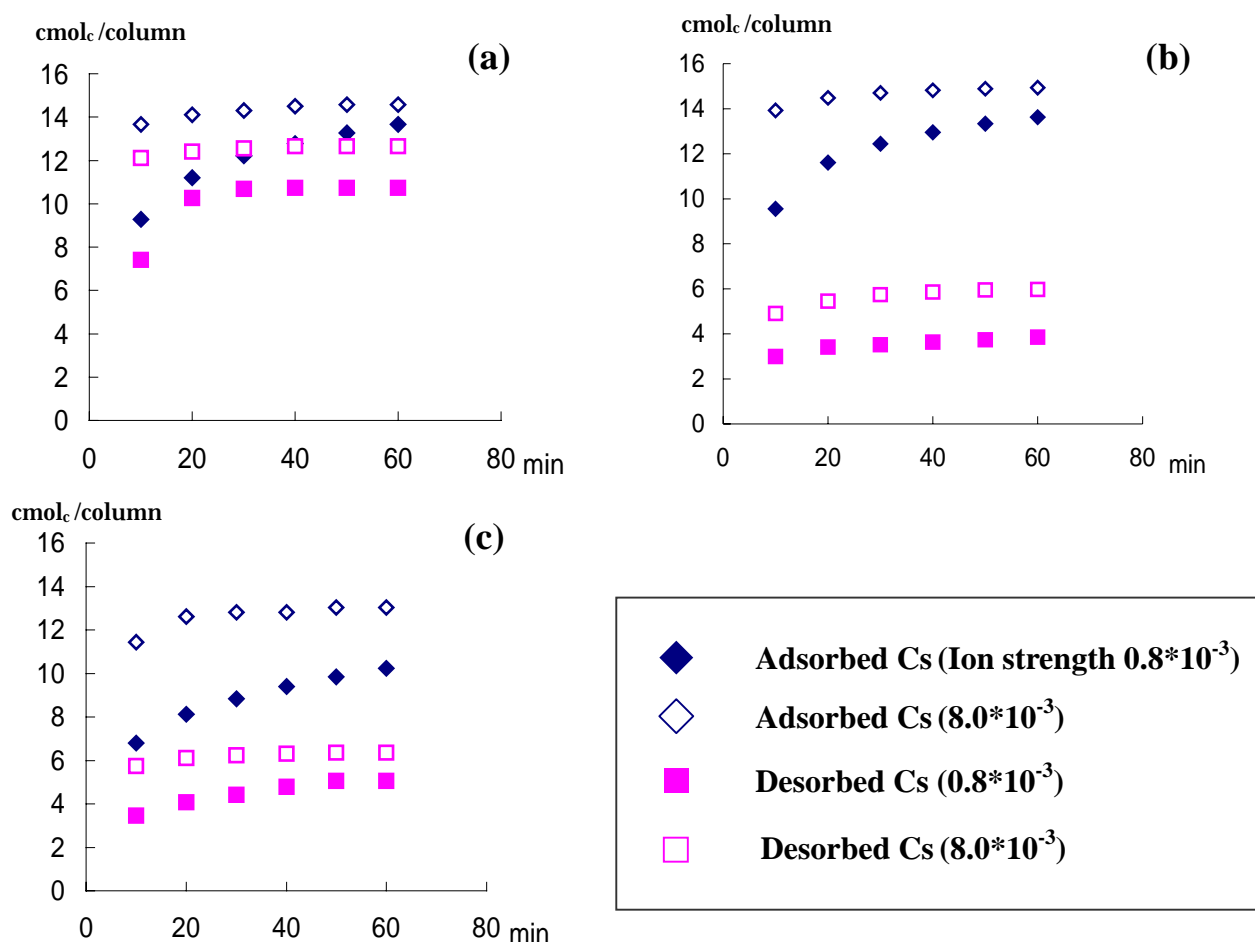 cmolc /column
(a)
16
14
12
10
8
6
4
2
0
0 20 40 60 80 min
cmolc /column
(b)
16
14
12
10
8
6
4
2
0
0 20 40 60 80 min
cmolc /column
(c)
16
14
12
10
8
6
4
2
0
0 20 40 60 80 min
Adsorbed Cs (Ion strength 0.8*10-3)
Adsorbed Cs (8.0*10-3)
Desorbed Cs (0.8*10-3)
Desorbed Cs (8.0*10-3)